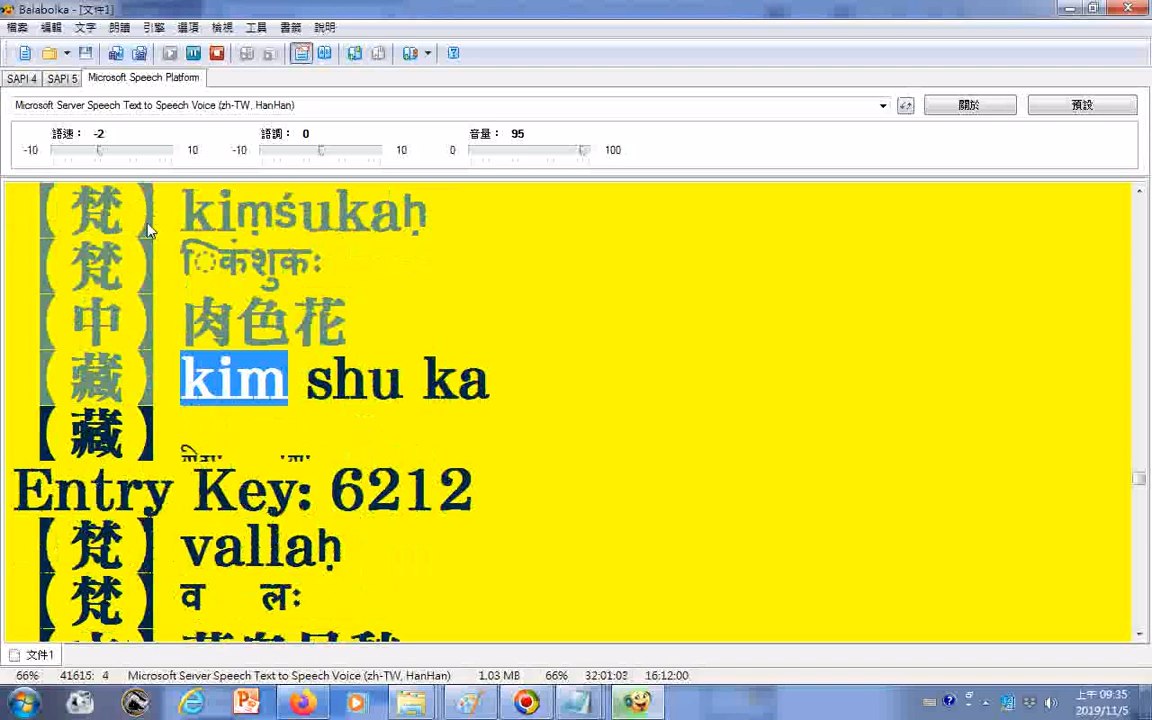 Balabolka - [文件1]
檔案 編輯 文字 朗讀 引擎 選項 檢視 工具 書籤 說明
SAPI 4 SAPI 5 Microsoft Speech Platform
Microsoft Server Speech Text to Speech Voice (zh-TW, HanHan) 關於 預設
語速： -2 語調： 0 音量： 95
-10 10 -10 10 0 100
【梵】 kiṃśukaḥ
【梵】 किंशुकः
【中】 肉色花
【藏】 kim shu ka
【藏】
Entry Key: 6212
【梵】 vallaḥ
【梵】 व लः
文件1
66% 41615: 4 Microsoft Server Speech Text to Speech Voice (zh-TW, HanHan) 1.03 MB 66% 32:01:03 16:12:00
上午 09:35
2019/11/5